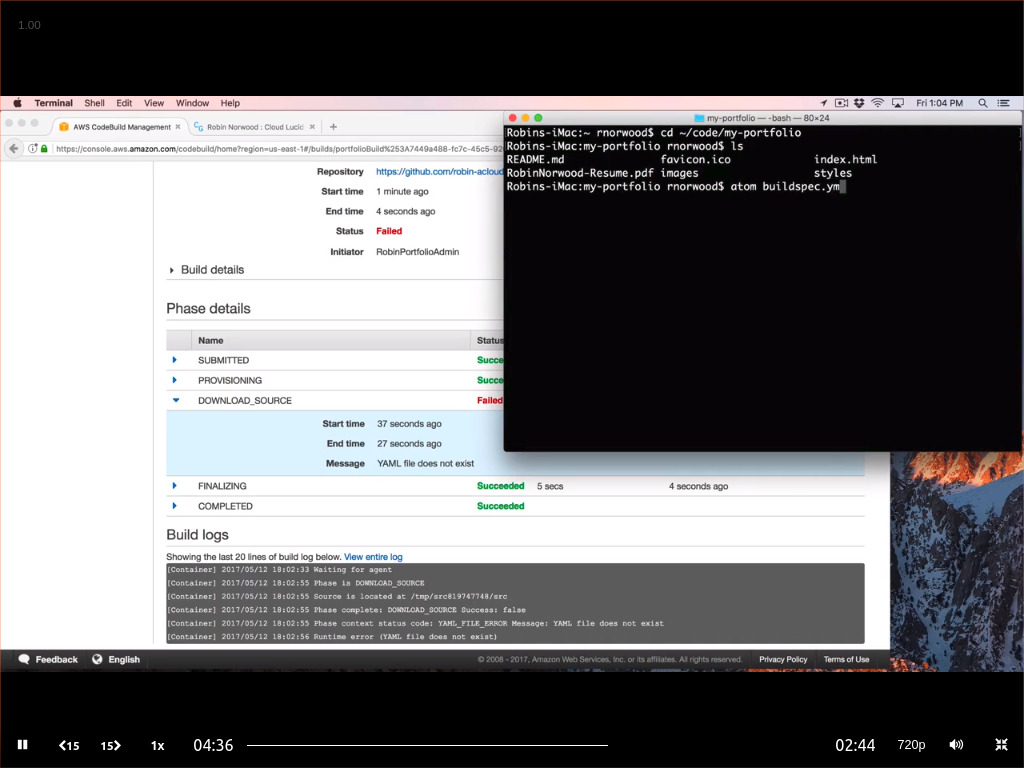 1.00
Terminal Shell Edit View Window Help Fri 1:04 PM
AWS CodeBuild Management × Robin Norwood : Cloud Lucid × +
https://console.aws.amazon.com/codebuild/home?region=us-east-1#/builds/portfolioBuild%253A7449a488-fc7c-45c5-92
Repository https://github.com/robin-acloud
Start time 1 minute ago
End time 4 seconds ago
Status Failed
Initiator RobinPortfolioAdmin
Build details
Phase details
Name Status
SUBMITTED Succe
PROVISIONING Succe
DOWNLOAD_SOURCE Failed
Start time 37 seconds ago
End time 27 seconds ago
Message YAML file does not exist
FINALIZING Succeeded 5 secs 4 seconds ago
COMPLETED Succeeded
Build logs
Showing the last 20 lines of build log below. View entire log
[Container] 2017/05/12 18:02:33 Waiting for agent
[Container] 2017/05/12 18:02:55 Phase is DOWNLOAD_SOURCE
[Container] 2017/05/12 18:02:55 Source is located at /tmp/src819747748/src
[Container] 2017/05/12 18:02:55 Phase complete: DOWNLOAD_SOURCE Success: false
[Container] 2017/05/12 18:02:55 Phase context status code: YAML_FILE_ERROR Message: YAML file does not exist
[Container] 2017/05/12 18:02:56 Runtime error (YAML file does not exist)
Feedback English © 2008 - 2017, Amazon Web Services, Inc. or its affiliates. All rights reserved. Privacy Policy Terms of Use
my-portfolio — -bash — 80×24
Robins-iMac:~ rnorwood$ cd ~/code/my-portfolio
Robins-iMac:my-portfolio rnorwood$ ls
README.md favicon.ico index.html
RobinNorwood-Resume.pdf images styles
Robins-iMac:my-portfolio rnorwood$ atom buildspec.ym
15 15 1x 04:36 02:44 720p